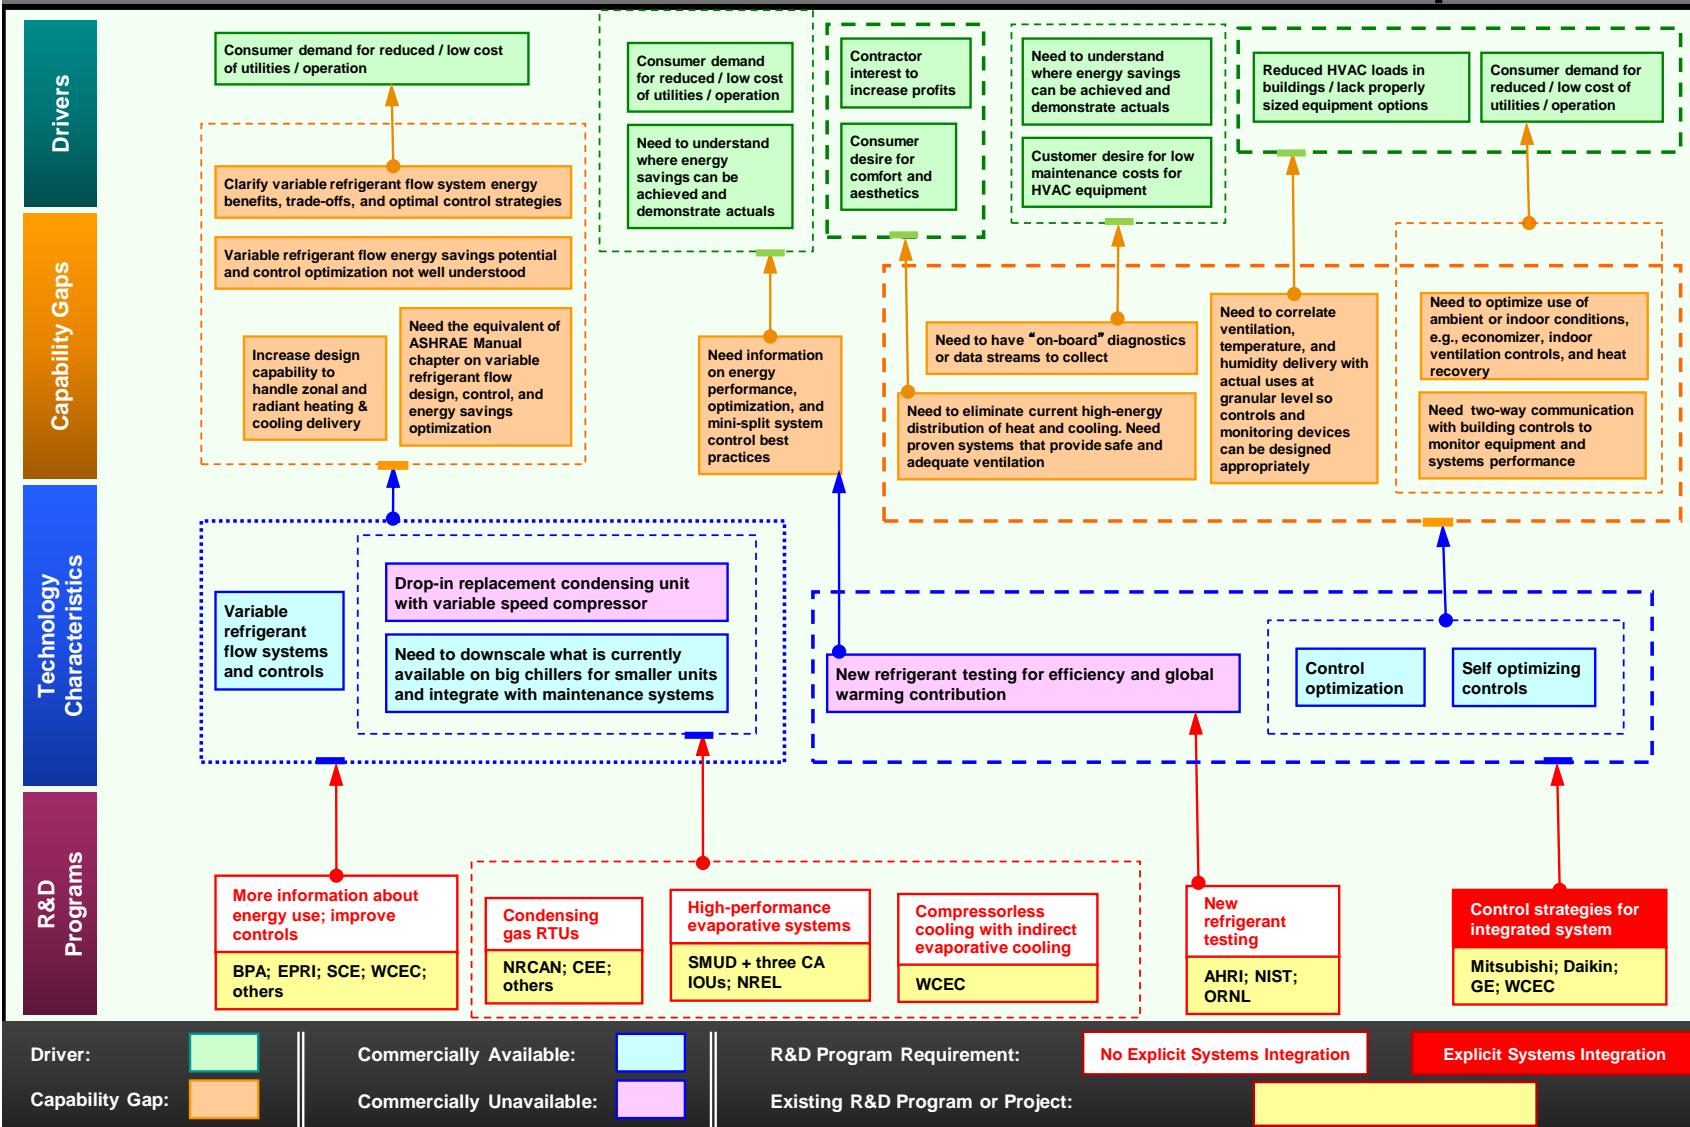 Drivers
Consumer demand for reduced / low cost
of utilities / operation
Consumer demand
for reduced / low cost
of utilities / operation
Need to understand
where energy
savings can be
achieved and
demonstrate actuals
Contractor
interest to
increase profits
Consumer
desire for
comfort and
aesthetics
Need to understand
where energy savings
can be achieved and
demonstrate actuals
Customer desire for low
maintenance costs for
HVAC equipment
Reduced HVAC loads in
buildings / lack properly
sized equipment options
Consumer demand for
reduced / low cost of
utilities / operation
Capability Gaps
Clarify variable refrigerant flow system energy
benefits, trade-offs, and optimal control strategies
Variable refrigerant flow energy savings potential
and control optimization not well understood
Increase design
capability to
handle zonal and
radiant heating &
cooling delivery
Need the equivalent of
ASHRAE Manual
chapter on variable
refrigerant flow
design, control, and
energy savings
optimization
Need information
on energy
performance,
optimization, and
mini-split system
control best
practices
Need to have "on-board" diagnostics
or data streams to collect
Need to eliminate current high-energy
distribution of heat and cooling. Need
proven systems that provide safe and
adequate ventilation
Need to correlate
ventilation,
temperature, and
humidity delivery with
actual uses at
granular level so
controls and
monitoring devices
can be designed
appropriately
Need to optimize use of
ambient or indoor conditions,
e.g., economizer, indoor
ventilation controls, and heat
recovery
Need two-way communication
with building controls to
monitor equipment and
systems performance
Technology
Characteristics
Variable
refrigerant
flow systems
and controls
Drop-in replacement condensing unit
with variable speed compressor
Need to downscale what is currently
available on big chillers for smaller units
and integrate with maintenance systems
New refrigerant testing for efficiency and global
warming contribution
Control
optimization
Self optimizing
controls
R&D
Programs
More information about
energy use; improve
controls
BPA; EPRI; SCE; WCEC;
others
Condensing
gas RTUs
NRCAN; CEE;
others
High-performance
evaporative systems
SMUD + three CA
IOUs; NREL
Compressorless
cooling with indirect
evaporative cooling
WCEC
New
refrigerant
testing
AHRI; NIST;
ORNL
Control strategies for
integrated system
Mitsubishi; Daikin;
GE; WCEC
Driver:
Capability Gap:
Commercially Available:
Commercially Unavailable:
R&D Program Requirement:
No Explicit Systems Integration
Explicit Systems Integration
Existing R&D Program or Project: